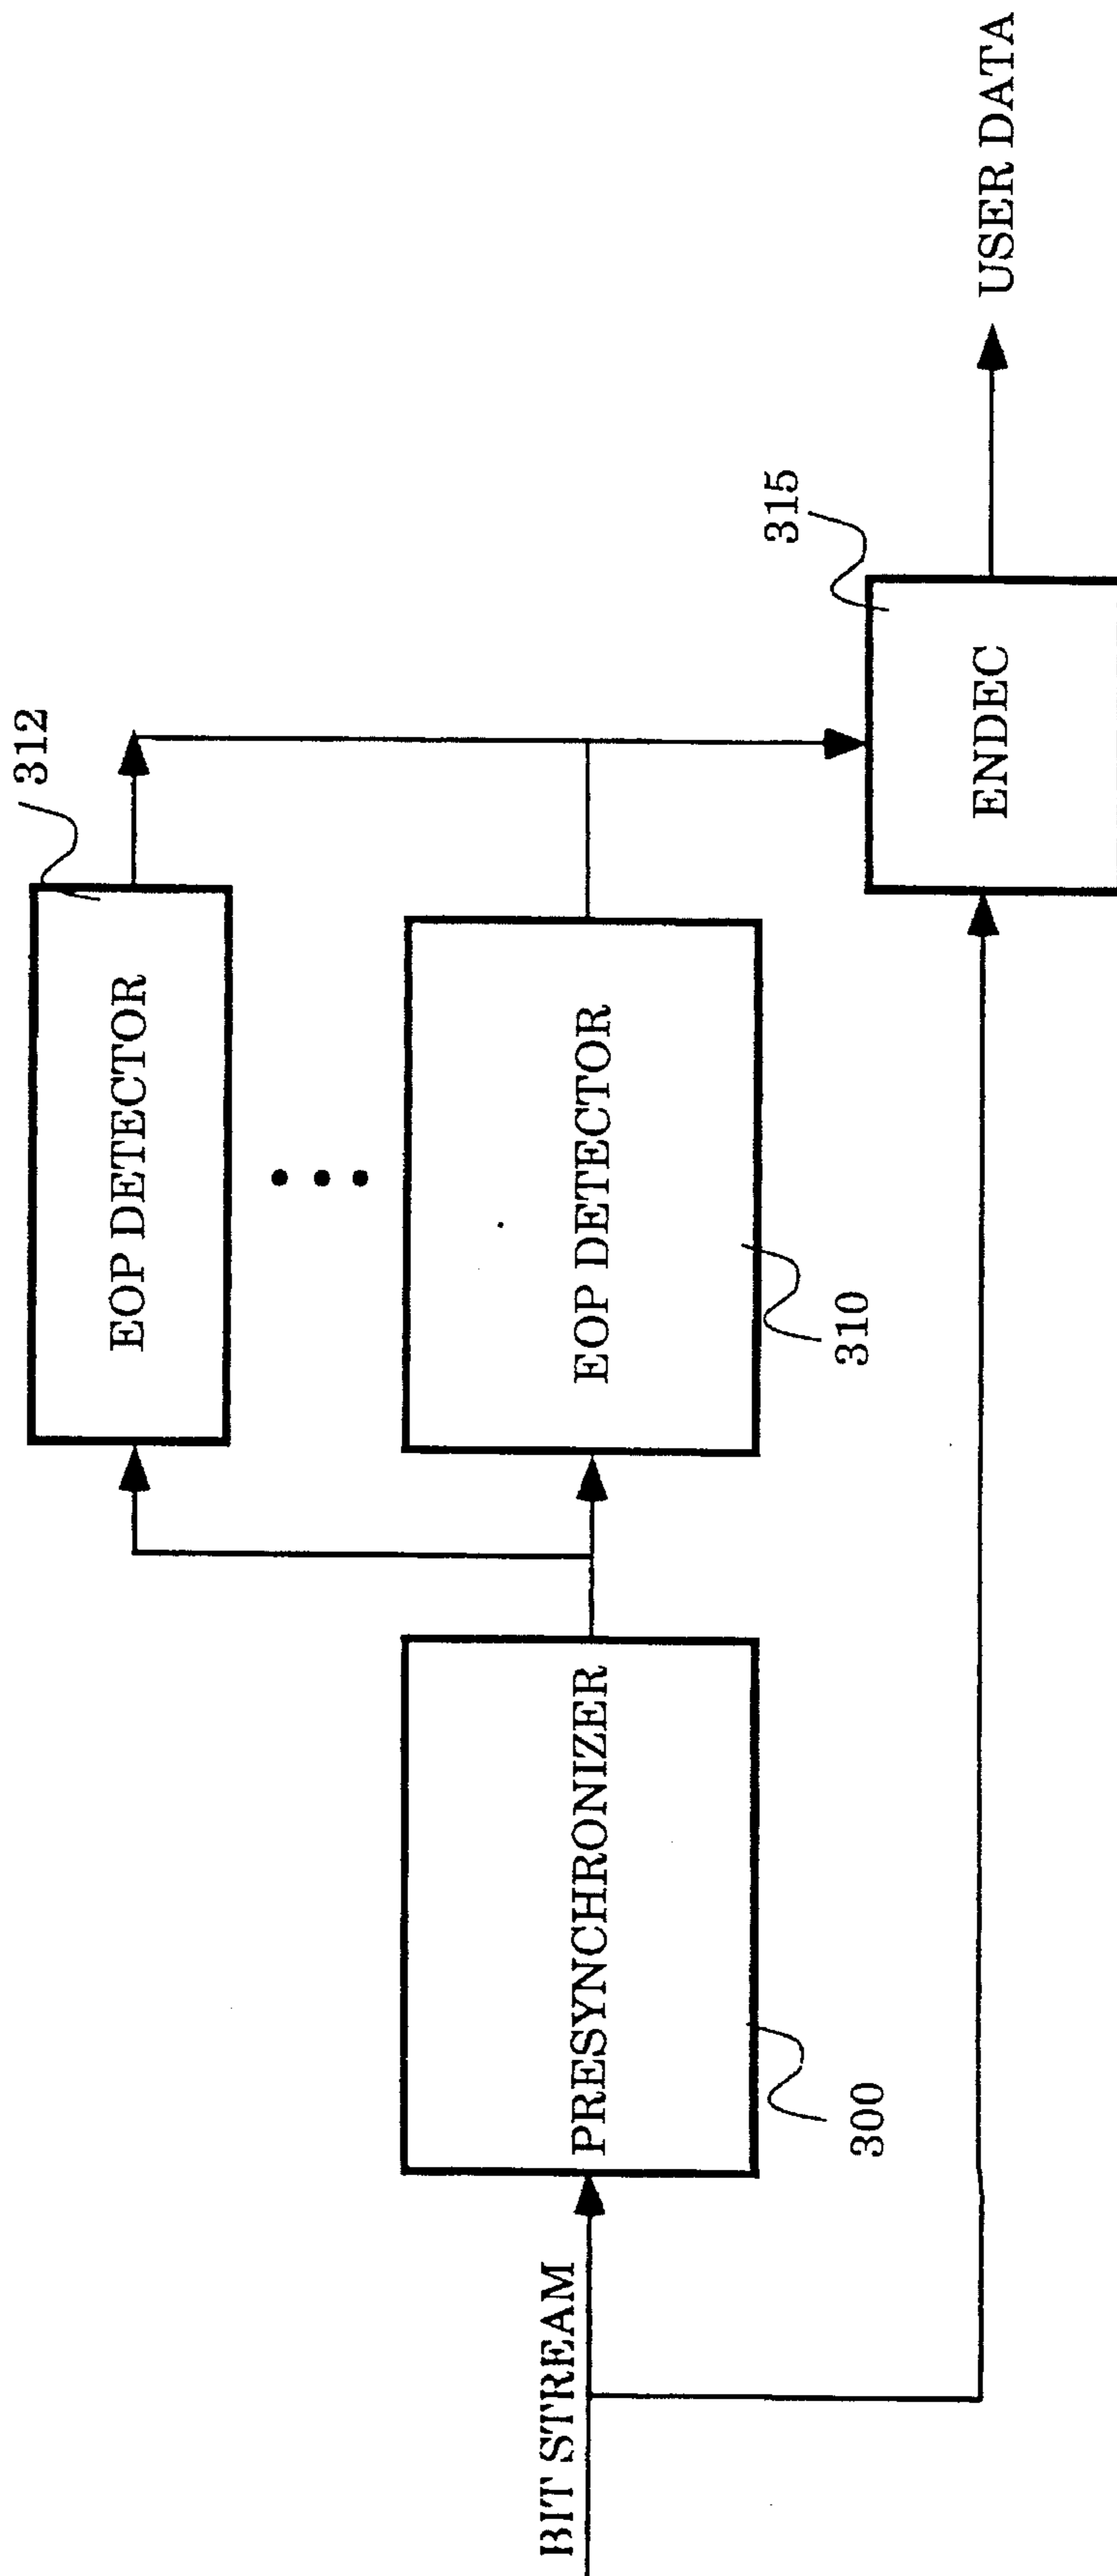 BIT STREAM
PRESYNCHRONIZER
300
EOP DETECTOR
312
EOP DETECTOR
310
ENDEC
315
USER DATA